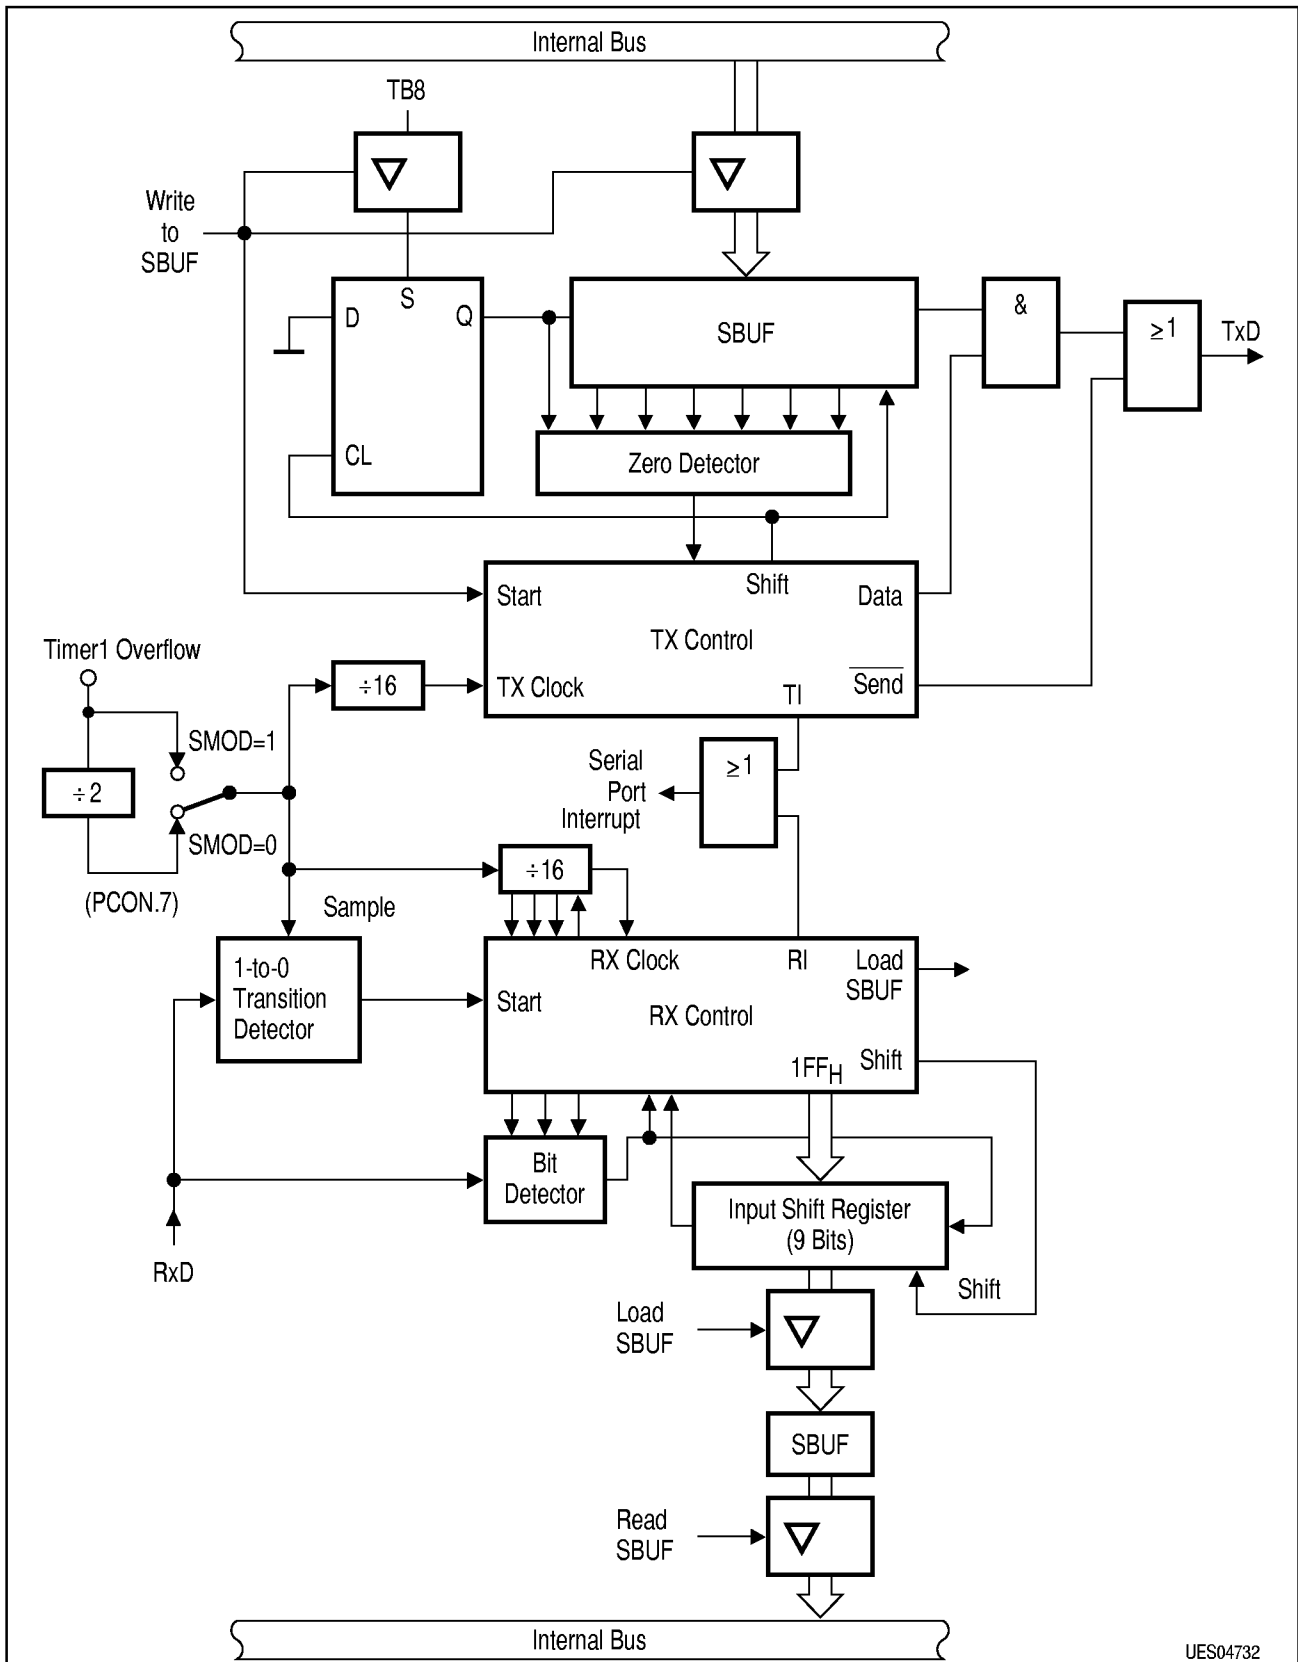 Internal Bus
TB8
Write
to
SBUF
S
D
Q
CL
SBUF
&
≥1
TxD
Zero Detector
Start
Shift
Data
TX Control
TX Clock
TI
Send
Timer1 Overflow
÷16
SMOD=1
÷2
SMOD=0
(PCON.7)
Serial
Port
Interrupt
≥1
÷16
Sample
1-to-0
Transition
Detector
RX Clock
RI
Load
SBUF
Start
RX Control
Shift
1FFH
Bit
Detector
Input Shift Register
(9 Bits)
RxD
Shift
Load
SBUF
SBUF
Read
SBUF
Internal Bus
UES04732